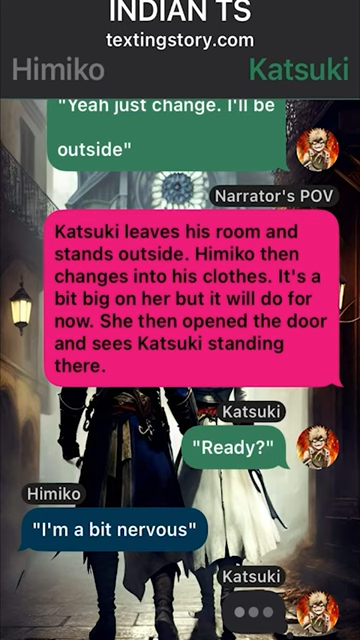 INDIAN TS
textingstory.com
Himiko Katsuki
"Yeah just change. I'll be
outside"
Narrator's POV
Katsuki leaves his room and
stands outside. Himiko then
changes into his clothes. It's a
bit big on her but it will do for
now. She then opened the door
and sees Katsuki standing
there.
Katsuki
"Ready?"
Himiko
"I'm a bit nervous"
Katsuki